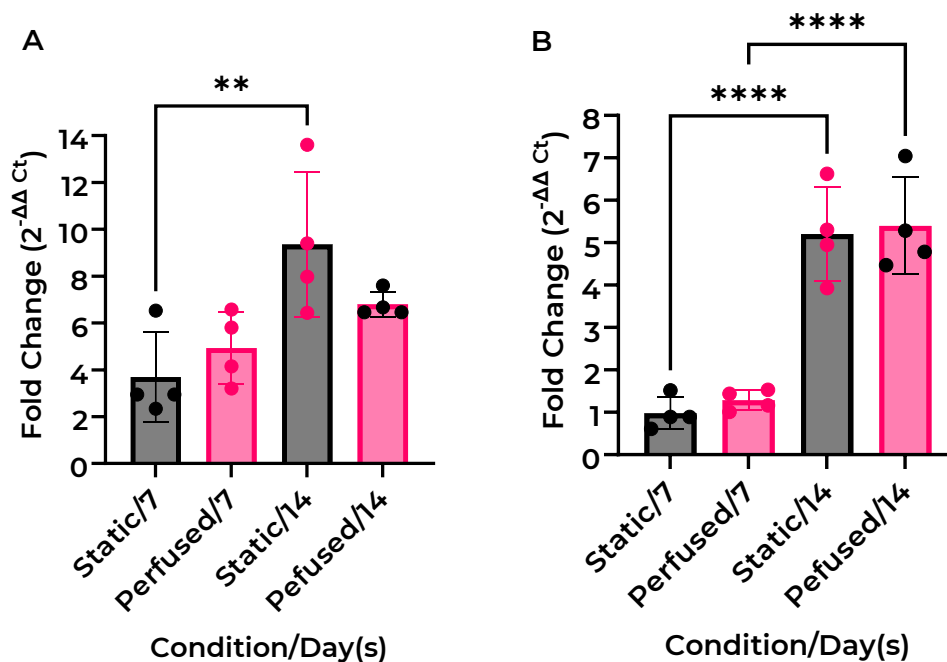 A
**
Fold Change (2^-ΔΔ Ct)
14
12
10
8
6
4
2
0
Static/7
Perfused/7
Static/14
Pefused/14
Condition/Day(s)
B
****
****
Fold Change (2^-ΔΔ Ct)
8
7
6
5
4
3
2
1
0
Static/7
Perfused/7
Static/14
Pefused/14
Condition/Day(s)